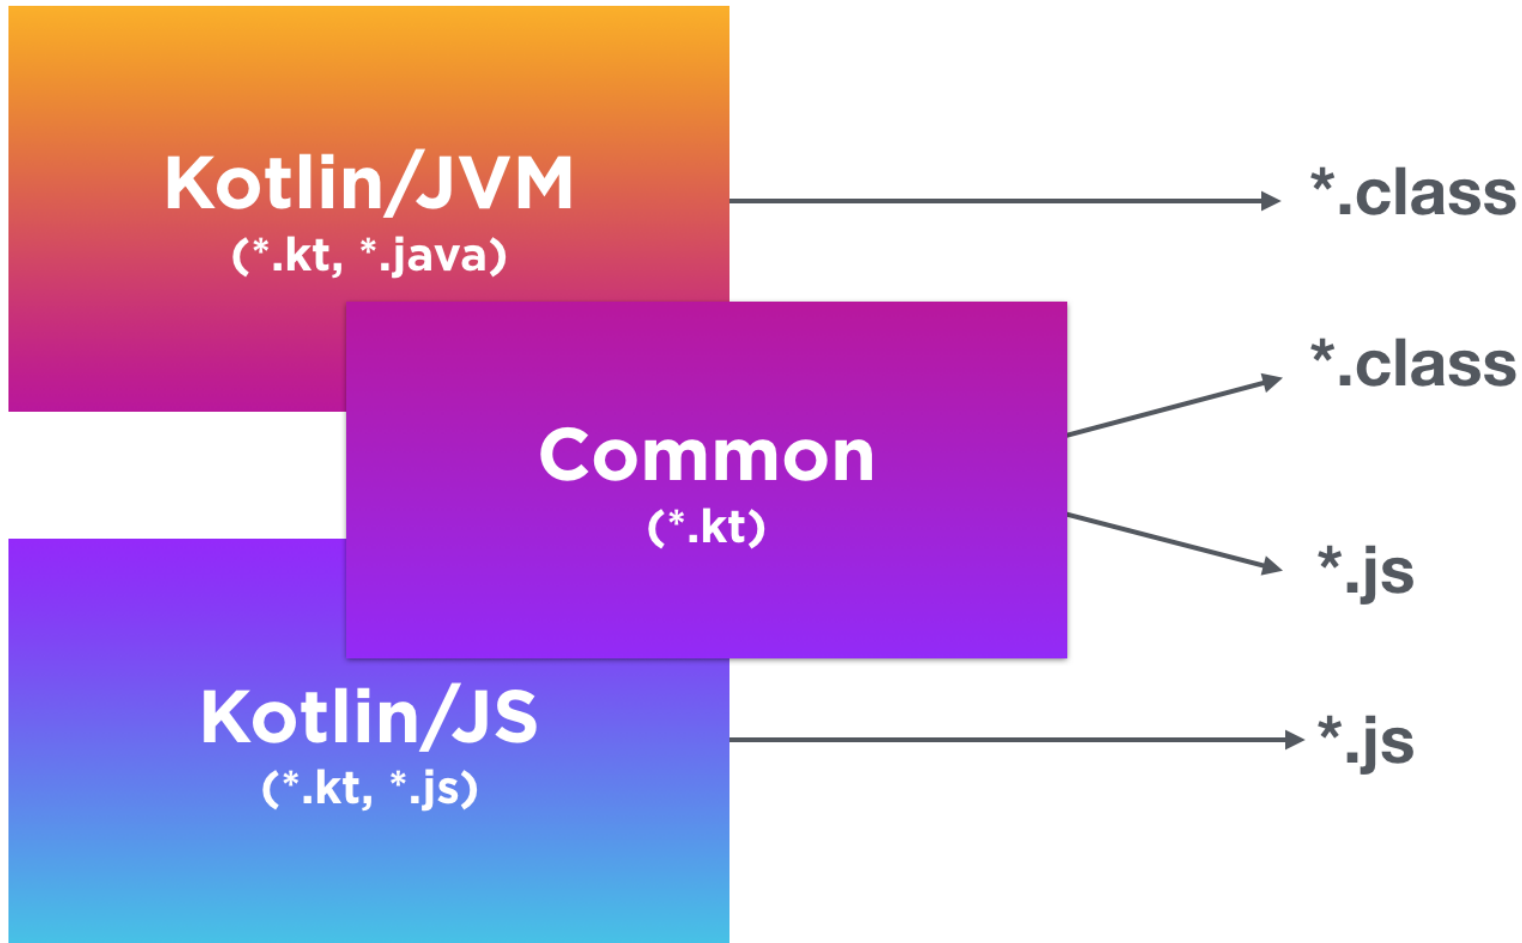 Kotlin/JVM
(*.kt, *.java)
*.class
Common
(*.kt)
*.class
*.js
Kotlin/JS
(*.kt, *.js)
*.js